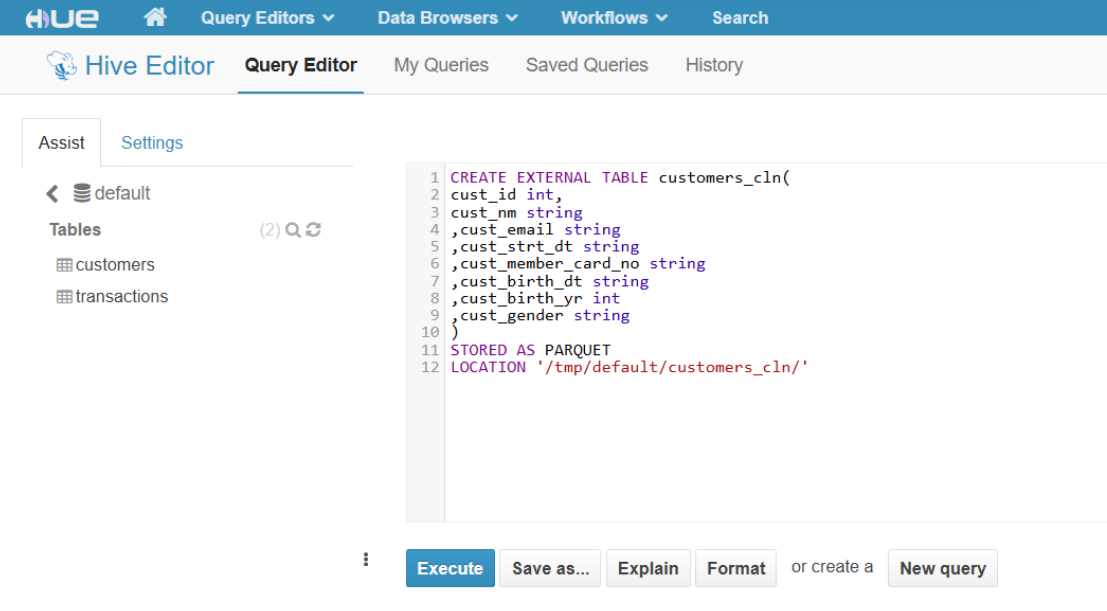 HUE Query Editors Data Browsers Workflows Search
Hive Editor Query Editor My Queries Saved Queries History
Assist Settings
default
Tables (2)
customers
transactions
1 CREATE EXTERNAL TABLE customers_cln(
2 cust_id int,
3 cust_nm string
4 ,cust_email string
5 ,cust_strt_dt string
6 ,cust_member_card_no string
7 ,cust_birth_dt string
8 ,cust_birth_yr int
9 ,cust_gender string
10 )
11 STORED AS PARQUET
12 LOCATION '/tmp/default/customers_cln/'
Execute Save as... Explain Format or create a New query